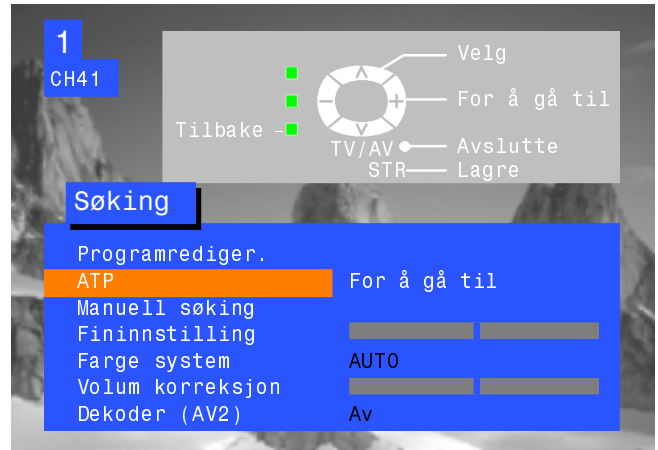 1
CH41
Velg
For å gå til
Tilbake
TV/AV Avslutte
STR Lagre
Søking
Programrediger.
ATP For å gå til
Manuell søking
Fininnstilling
Farge system AUTO
Volum korreksjon
Dekoder (AV2) Av